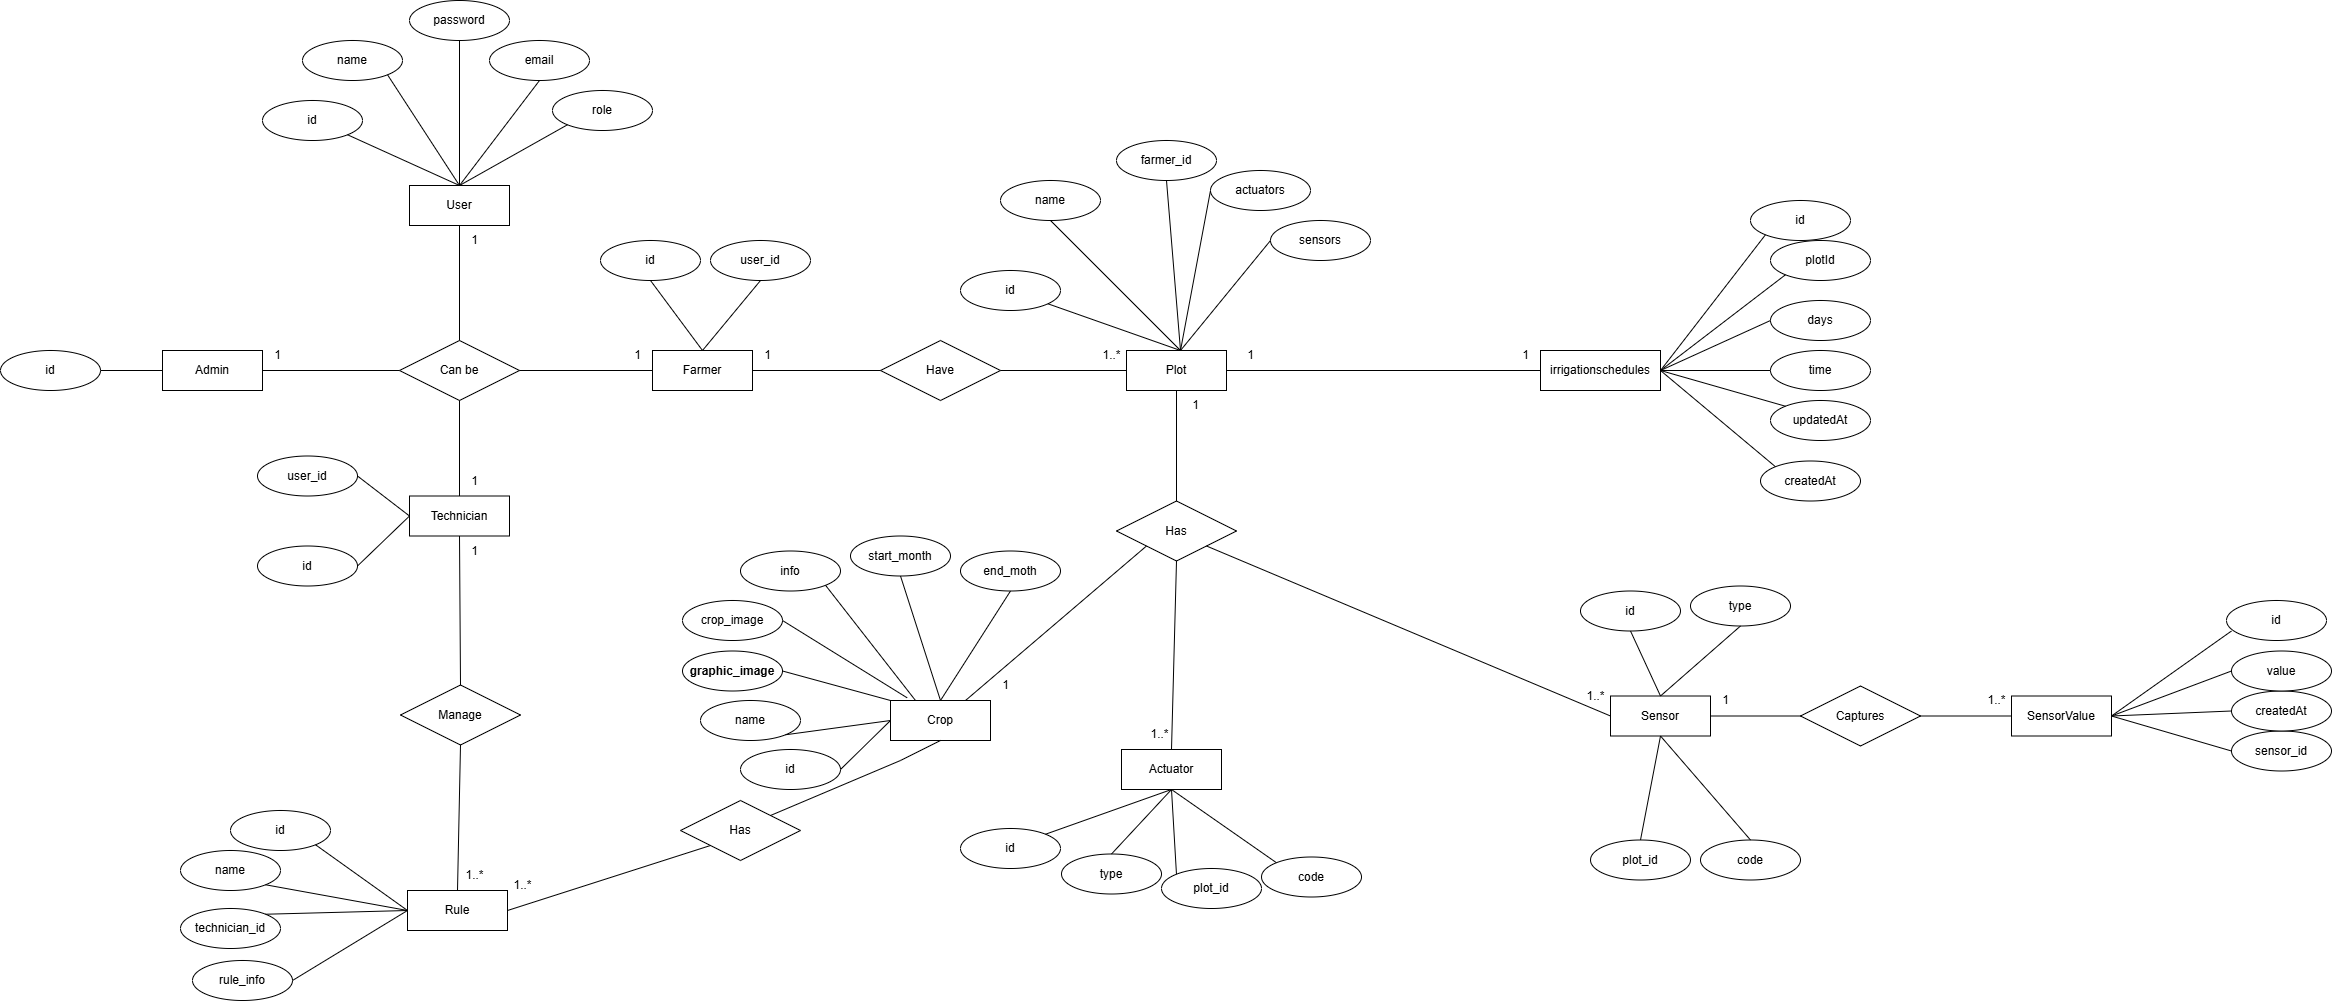 password
name
email
role
id
User
1
farmer_id
actuators
name
sensors
id
id
user_id
id
plotId
days
time
updatedAt
createdAt
id
Admin
1
Can be
1
Farmer
1
Have
1..*
Plot
1
1
irrigationschedules
1
user_id
1
Technician
1
id
Has
info
start_month
end_moth
crop_image
graphic_image
name
id
Crop
1
id
type
1..*
Sensor
1
Captures
1..*
SensorValue
id
value
createdAt
sensor_id
Manage
1..*
Actuator
id
type
plot_id
code
plot_id
code
Has
id
name
technician_id
rule_info
1..*
1..*
Rule